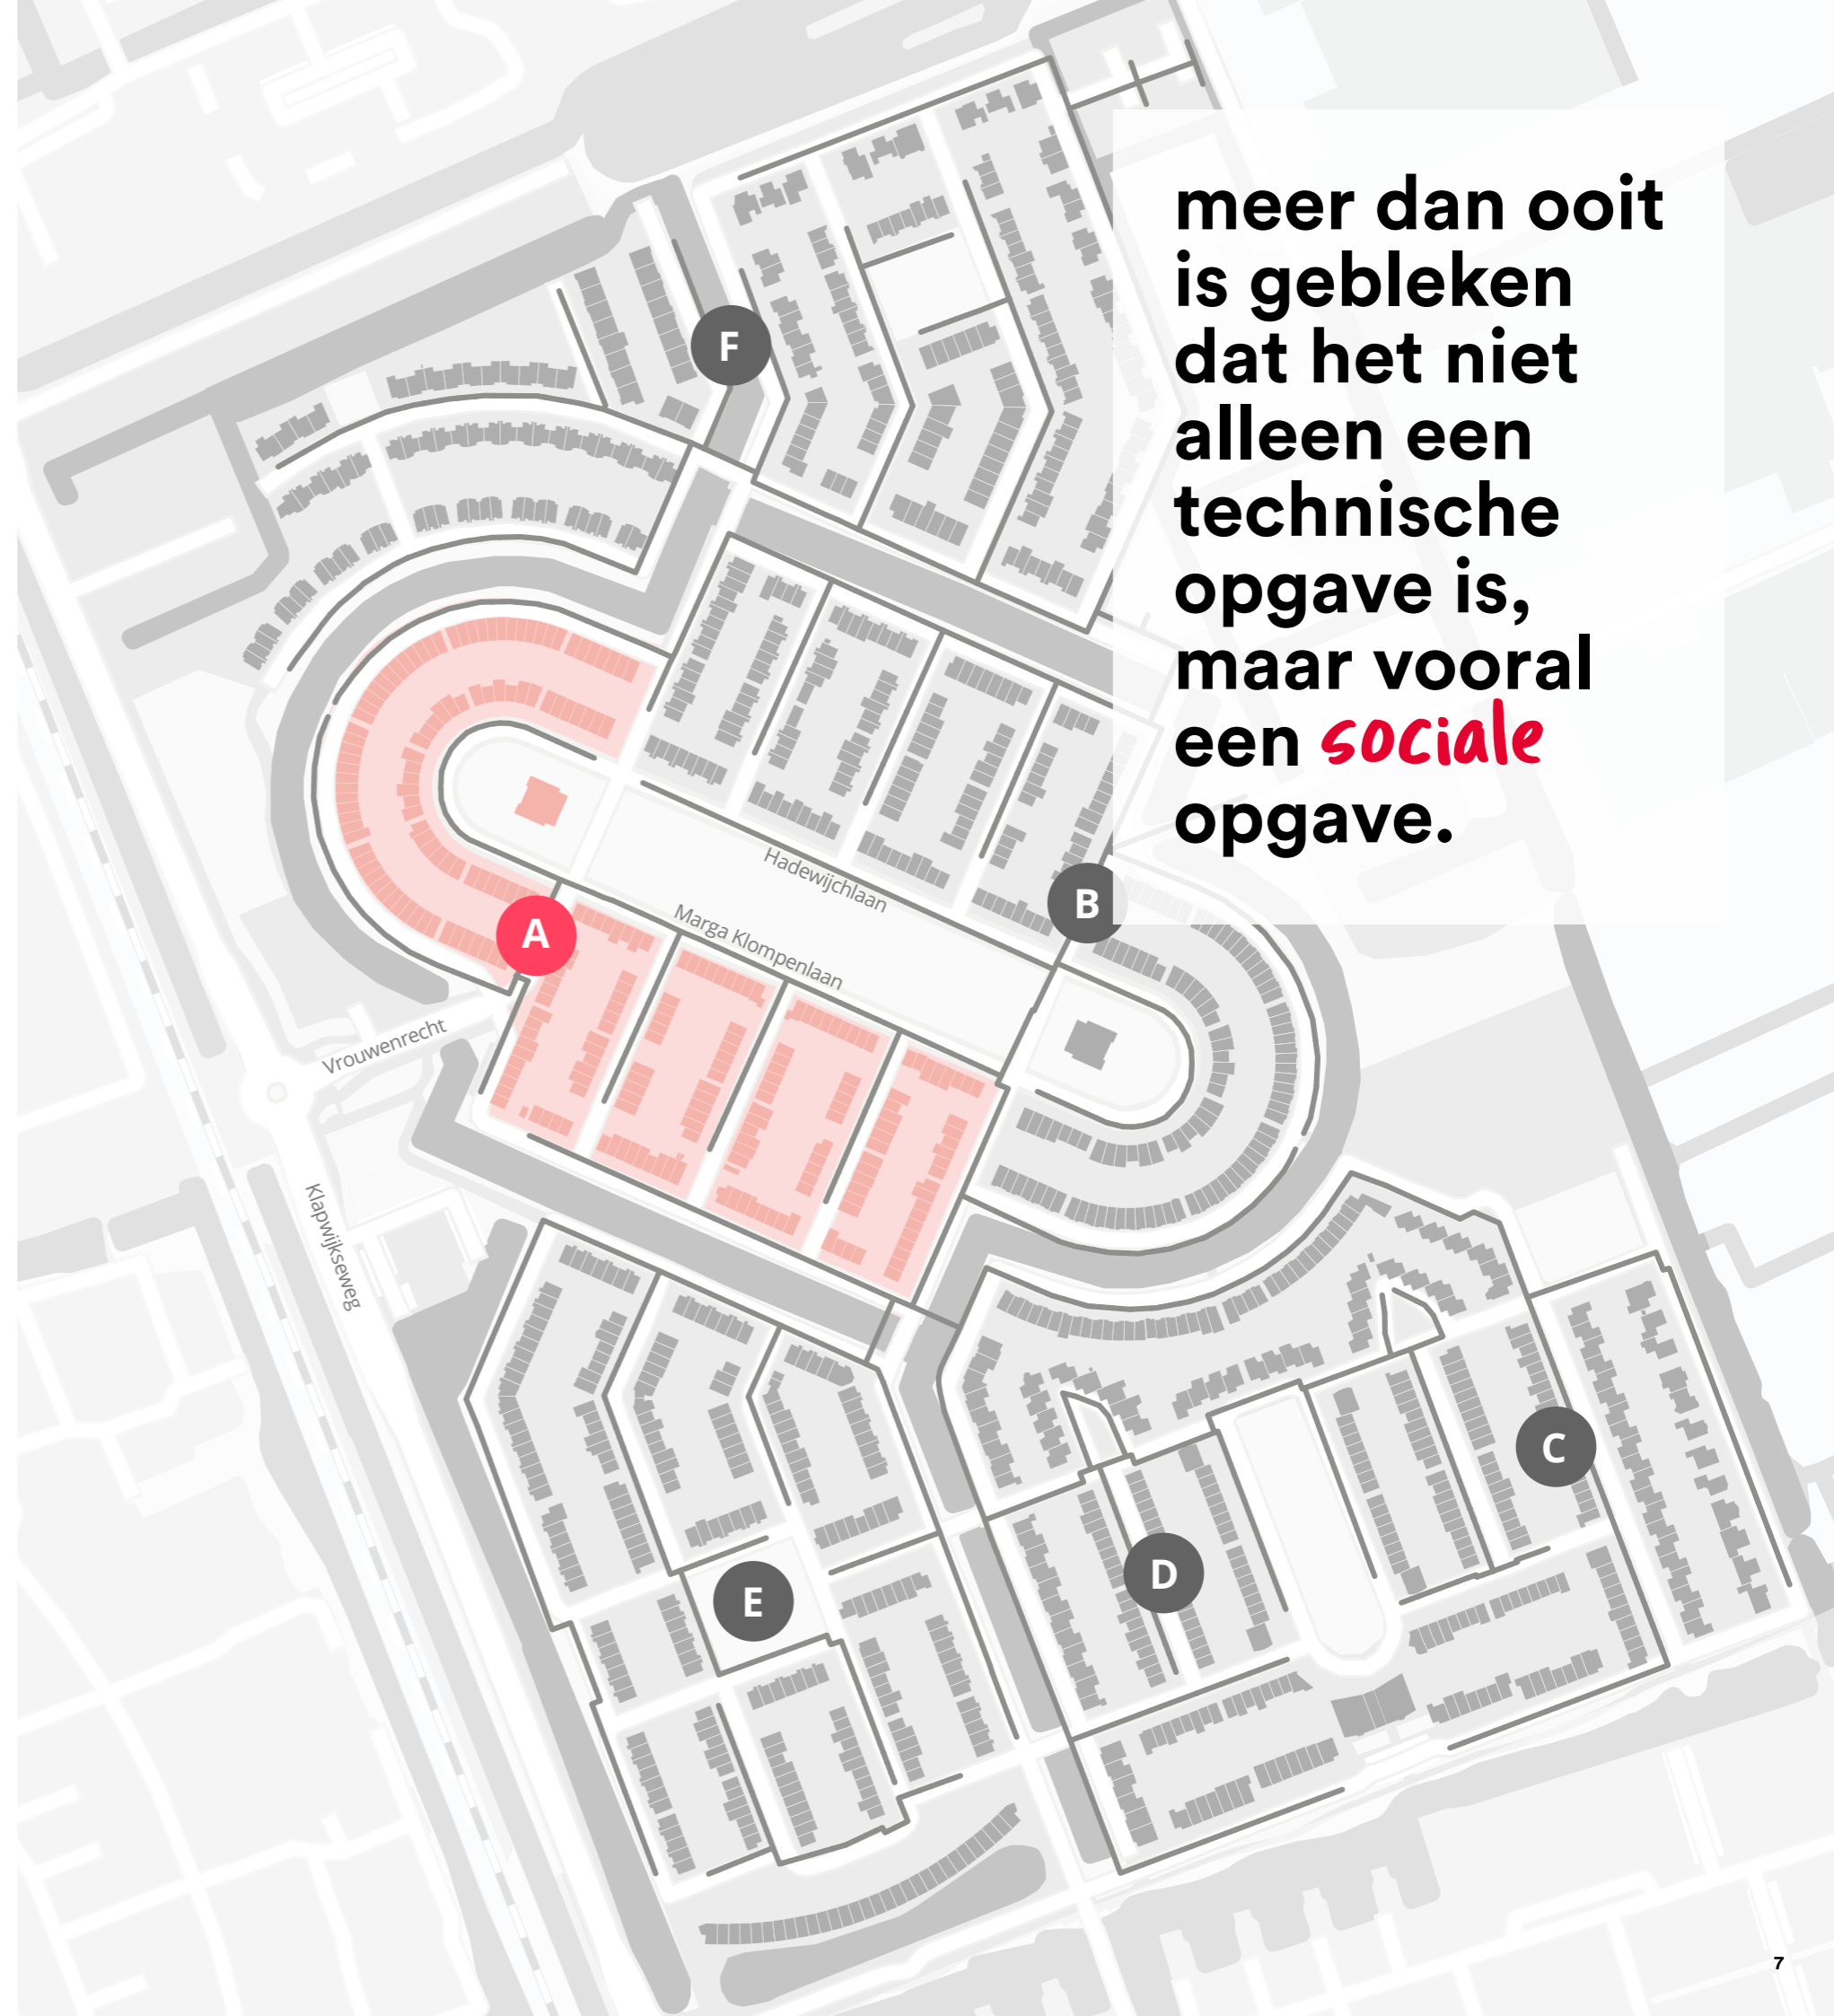 meer dan ooit
is gebleken
dat het niet
alleen een
technische
opgave is,
maar vooral
een sociale
opgave.
F
B
A
Hadewijchlaan
Marga Klompenlaan
Vrouwenrecht
Klapwijkseweg
C
D
E
7